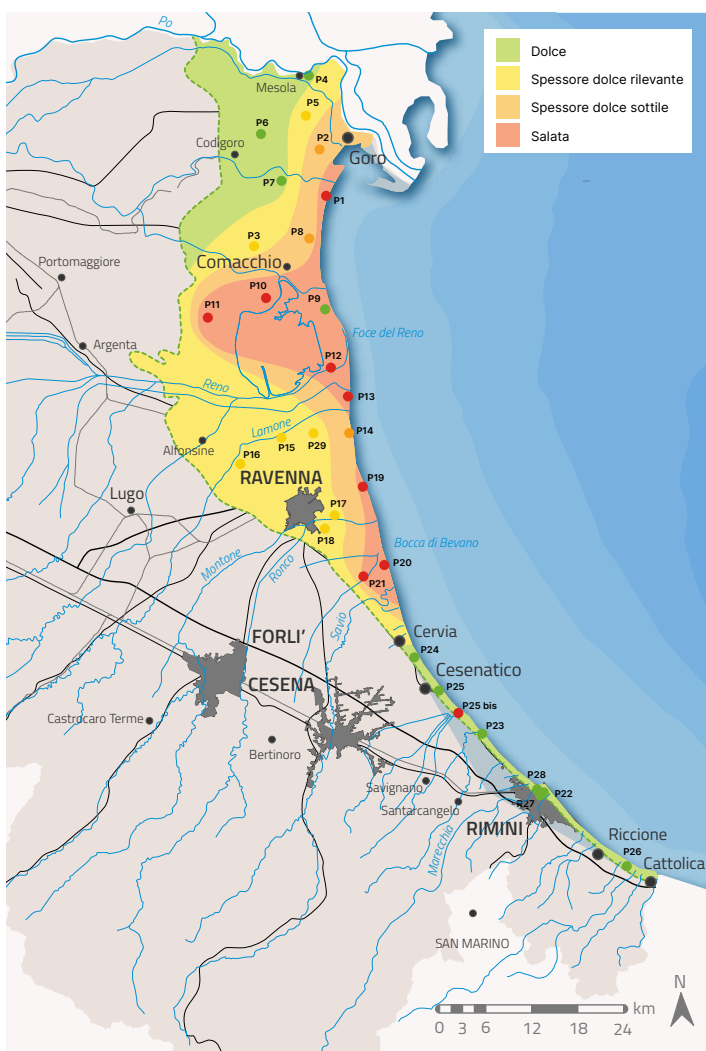 Po
Dolce
Spessore dolce rilevante
Spessore dolce sottile
Salata
Mesola
P4
P5
P6
P2
Codigoro
Goro
P7
P1
P3
P8
Comacchio
Portomaggiore
P10
P9
P11
Foce del Reno
Argenta
P12
Reno
P13
Lamone
P14
Alfonsine
P15
P29
P16
RAVENNA
P19
Lugo
P17
P18
Bocca di Bevano
Montone
Ronco
P20
P21
Savio
FORLI’
Cervia
P24
CESENA
Cesenatico
P25
P25 bis
Castrocaro Terme
P23
Bertinoro
P28
Savignano
P22
P27
Santarcangelo
RIMINI
Marecchia
Riccione
P26
Cattolica
SAN MARINO
N
km
0 3 6 12 18 24